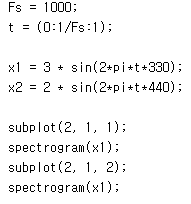 Fs = 1000;
t = (0:1/Fs:1);
x1 = 3 * sin(2*pi*t*330);
x2 = 2 * sin(2*pi*t*440);
subplot(2, 1, 1);
spectrogram(x1);
subplot(2, 1, 2);
spectrogram(x1);